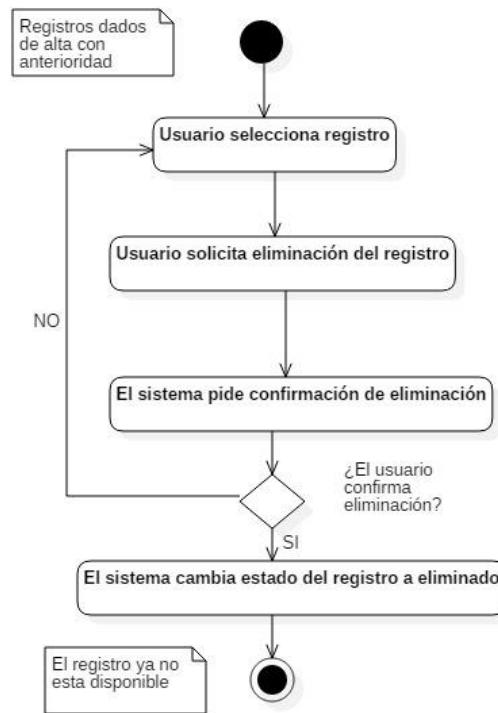 Registros dados
de alta con
anterioridad
Usuario selecciona registro
Usuario solicita eliminación del registro
NO
El sistema pide confirmación de eliminación
¿El usuario
confirma
eliminación?
SI
El sistema cambia estado del registro a eliminado
El registro ya no
esta disponible